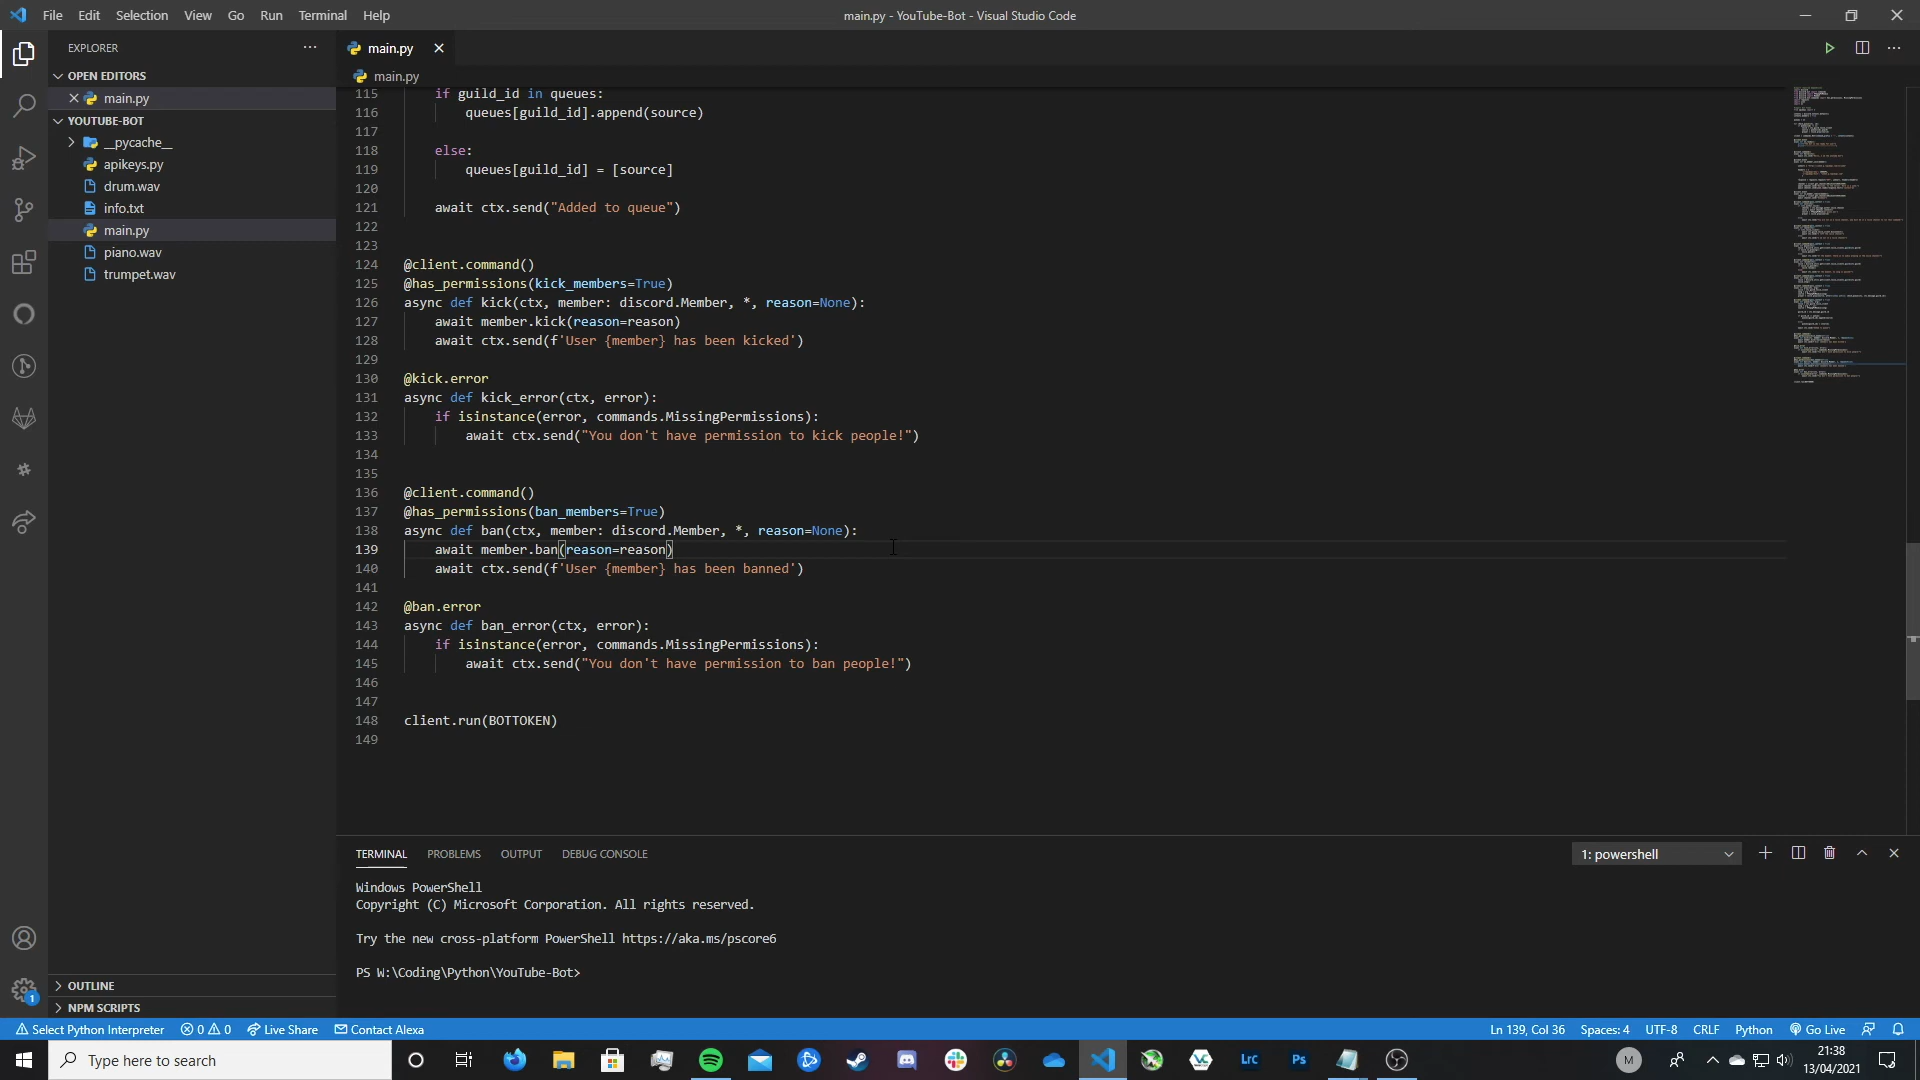 File Edit Selection View Go Run Terminal Help
main.py - YouTube-Bot - Visual Studio Code
EXPLORER
OPEN EDITORS
main.py
YOUTUBE-BOT
__pycache__
apikeys.py
drum.wav
info.txt
main.py
piano.wav
trumpet.wav
OUTLINE
NPM SCRIPTS
main.py
main.py
115 if guild_id in queues:
116 queues[guild_id].append(source)
117
118 else:
119 queues[guild_id] = [source]
120
121 await ctx.send("Added to queue")
122
123
124 @client.command()
125 @has_permissions(kick_members=True)
126 async def kick(ctx, member: discord.Member, *, reason=None):
127 await member.kick(reason=reason)
128 await ctx.send(f'User {member} has been kicked')
129
130 @kick.error
131 async def kick_error(ctx, error):
132 if isinstance(error, commands.MissingPermissions):
133 await ctx.send("You don't have permission to kick people!")
134
135
136 @client.command()
137 @has_permissions(ban_members=True)
138 async def ban(ctx, member: discord.Member, *, reason=None):
139 await member.ban(reason=reason)
140 await ctx.send(f'User {member} has been banned')
141
142 @ban.error
143 async def ban_error(ctx, error):
144 if isinstance(error, commands.MissingPermissions):
145 await ctx.send("You don't have permission to ban people!")
146
147
148 client.run(BOTTOKEN)
149
TERMINAL PROBLEMS OUTPUT DEBUG CONSOLE
1: powershell
Windows PowerShell
Copyright (C) Microsoft Corporation. All rights reserved.
Try the new cross-platform PowerShell https://aka.ms/pscore6
PS W:\Coding\Python\YouTube-Bot>
1
Select Python Interpreter 0 0 Live Share Contact Alexa
Ln 139, Col 36 Spaces: 4 UTF-8 CRLF Python Go Live
Type here to search
Lrc
Ps
M
21:38
13/04/2021